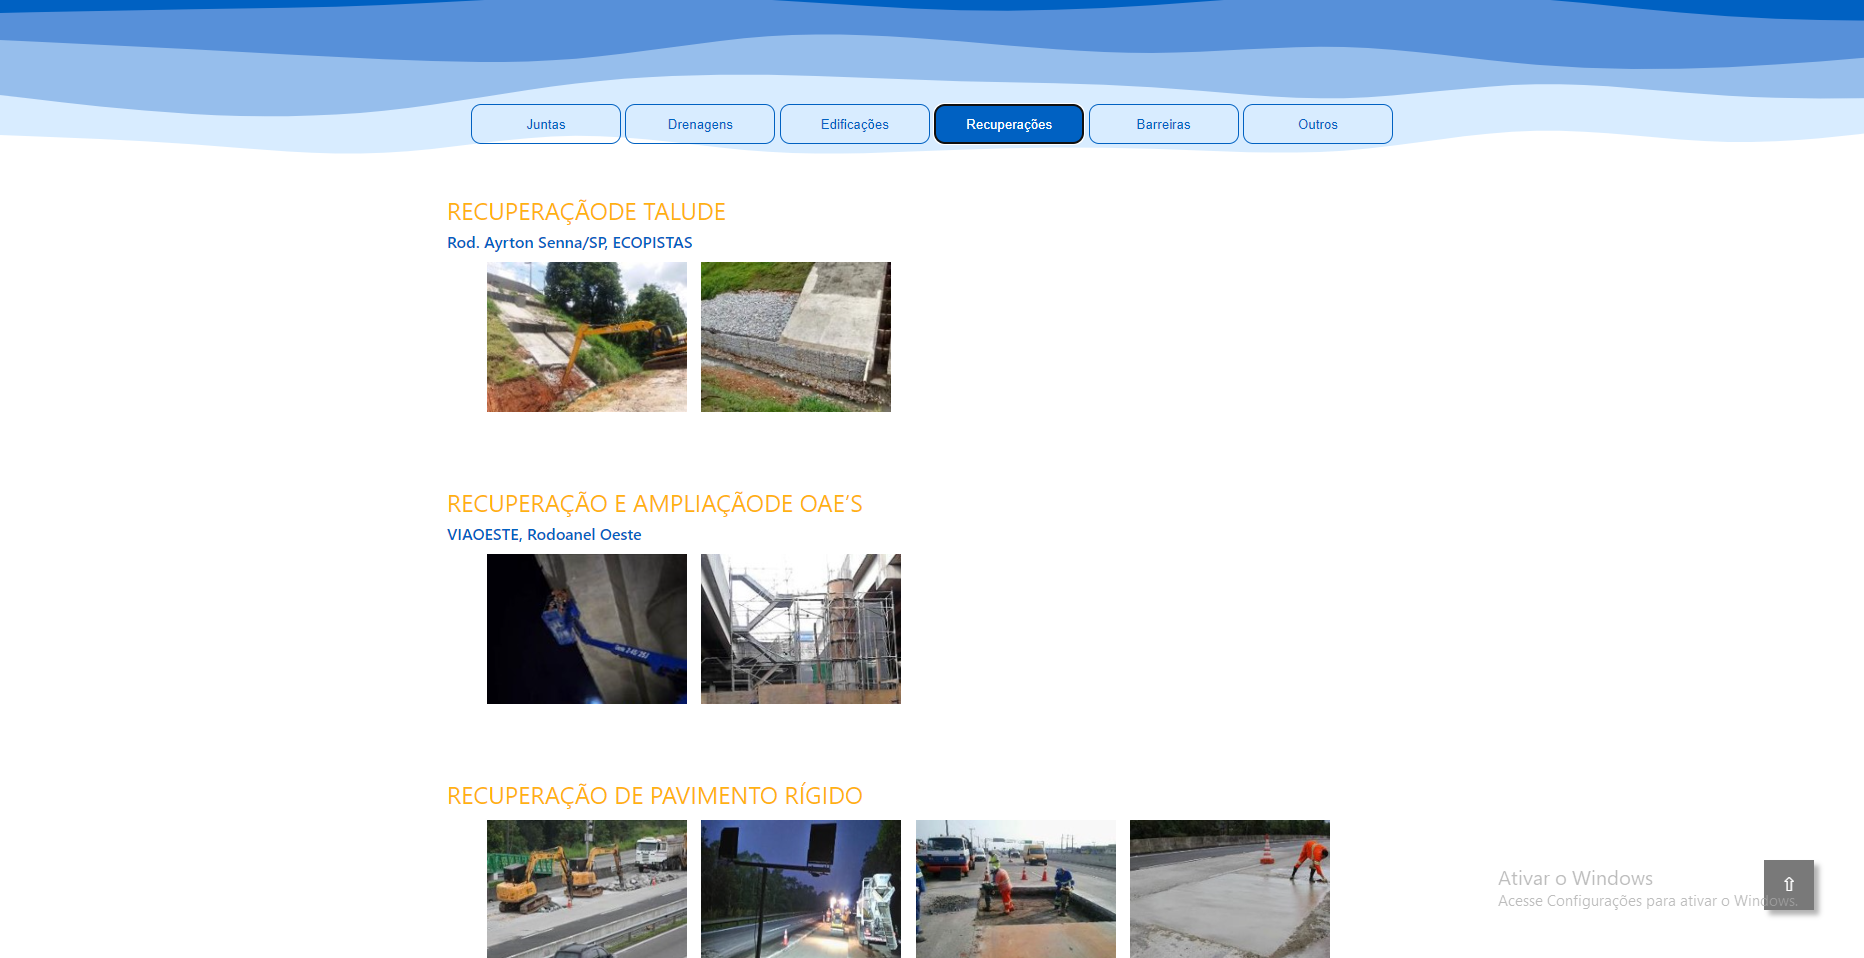 Juntas
Drenagens
Edificações
Recuperações
Barreiras
Outros
RECUPERAÇÃODE TALUDE
Rod. Ayrton Senna/SP, ECOPISTAS
RECUPERAÇÃO E AMPLIAÇÃODE OAE’S
VIAOESTE, Rodoanel Oeste
RECUPERAÇÃO DE PAVIMENTO RÍGIDO
Ativar o Windows
Acesse Configurações para ativar o Windows.
⇧